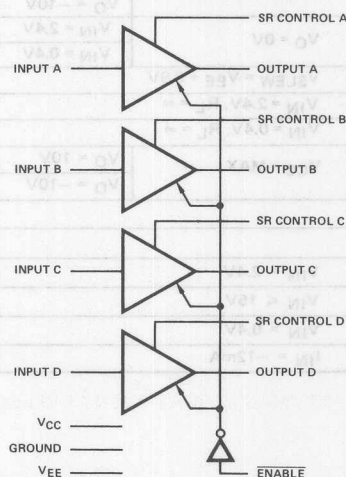 SR CONTROL A
INPUT A
OUTPUT A
SR CONTROL B
INPUT B
OUTPUT B
SR CONTROL C
INPUT C
OUTPUT C
SR CONTROL D
INPUT D
OUTPUT D
VCC
GROUND
VEE
ENABLE